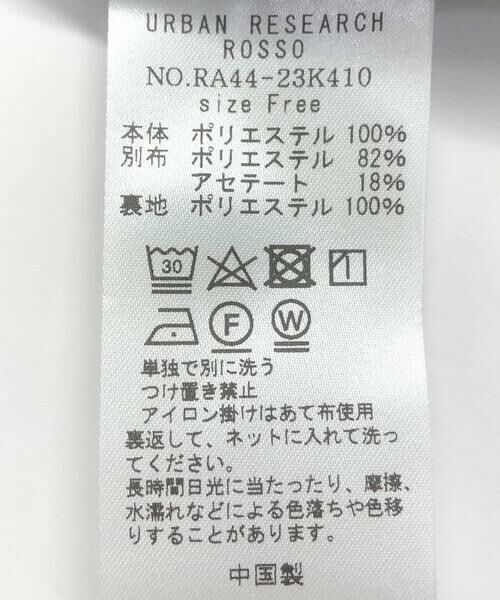 URBAN RESEARCH
ROSSO
NO.RA44-23K410
size Free
本体 ポリエステル 100%
別布 ポリエステル 82%
アセテート 18%
裏地 ポリエステル 100%
30
F W
単独で別に洗う
つけ置き禁止
アイロン掛けはあて布使用
裏返して、ネットに入れて洗っ
てください。
長時間日光に当たったり、摩擦、
水濡れなどによる色落ちや色移
りすることがあります。
中国製